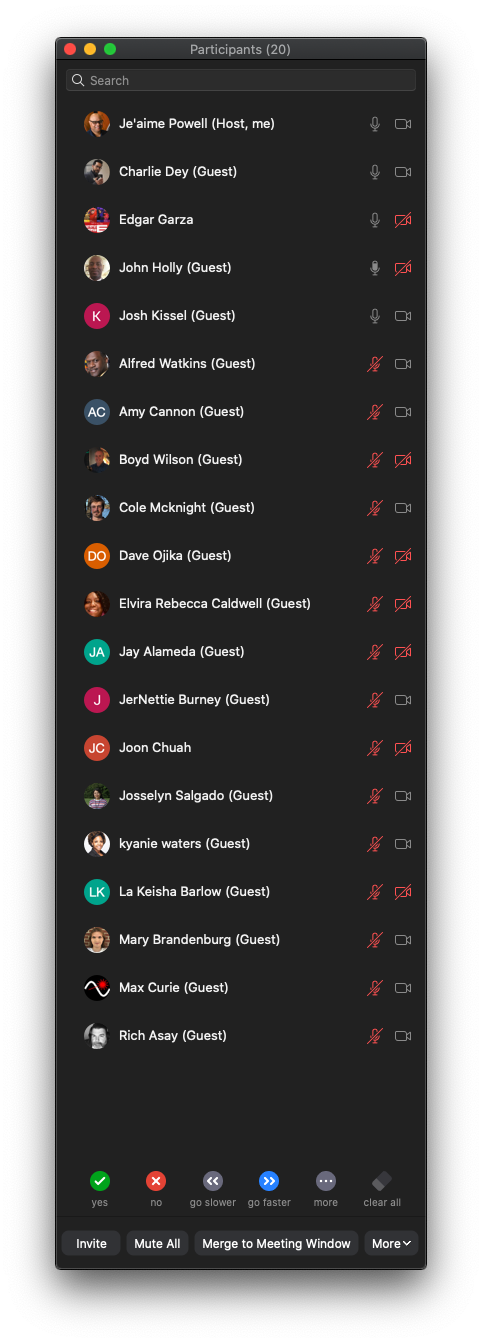 Participants (20)
Search
Je'aime Powell (Host, me)
Charlie Dey (Guest)
Edgar Garza
John Holly (Guest)
K Josh Kissel (Guest)
Alfred Watkins (Guest)
AC Amy Cannon (Guest)
Boyd Wilson (Guest)
Cole Mcknight (Guest)
DO Dave Ojika (Guest)
Elvira Rebecca Caldwell (Guest)
JA Jay Alameda (Guest)
J JerNettie Burney (Guest)
JC Joon Chuah
Josselyn Salgado (Guest)
kyanie waters (Guest)
LK La Keisha Barlow (Guest)
Mary Brandenburg (Guest)
Max Curie (Guest)
Rich Asay (Guest)
yes no go slower go faster more clear all
Invite Mute All Merge to Meeting Window More